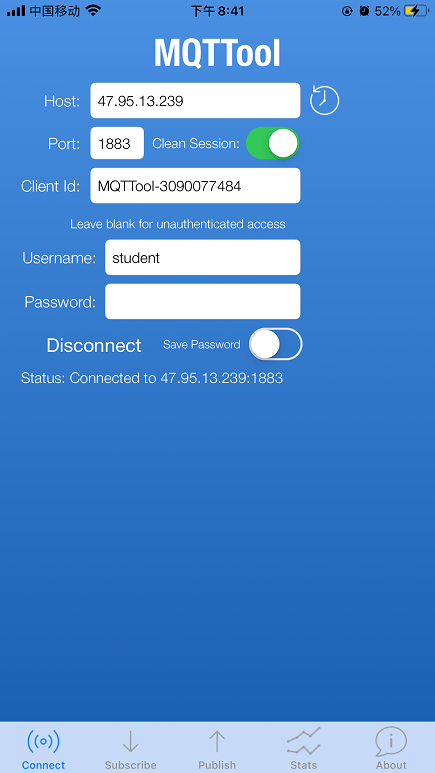 中国移动 下午 8:41 52%
MQTTool
Host: 47.95.13.239
Port: 1883 Clean Session:
Client Id: MQTTool-3090077484
Leave blank for unauthenticated access
Username: student
Password:
Disconnect Save Password
Status: Connected to 47.95.13.239:1883
Connect Subscribe Publish Stats About